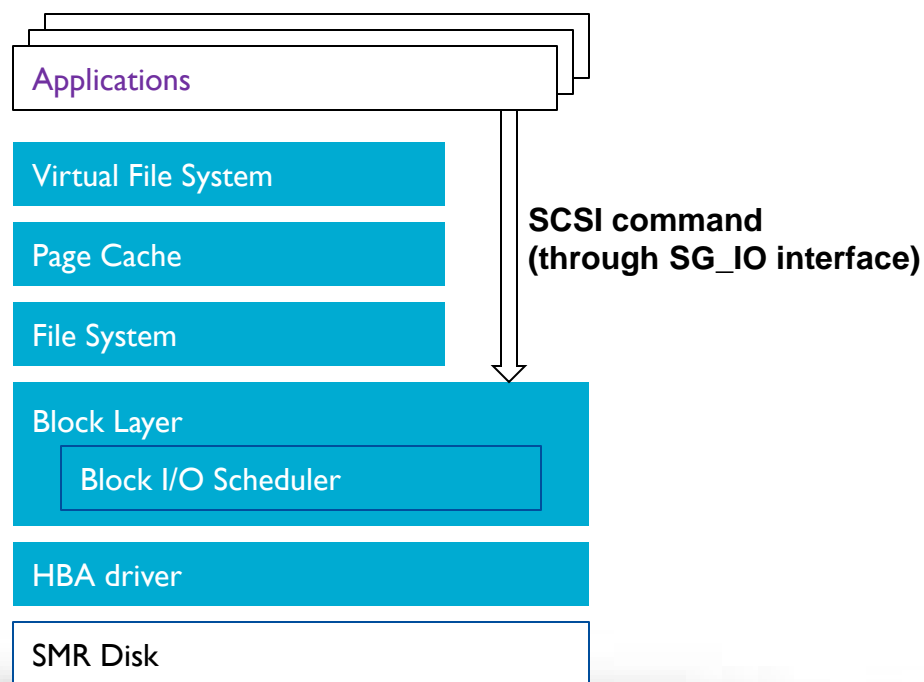 Applications
Virtual File System
SCSI command
(through SG_IO interface)
Page Cache
File System
Block Layer
Block I/O Scheduler
HBA driver
SMR Disk